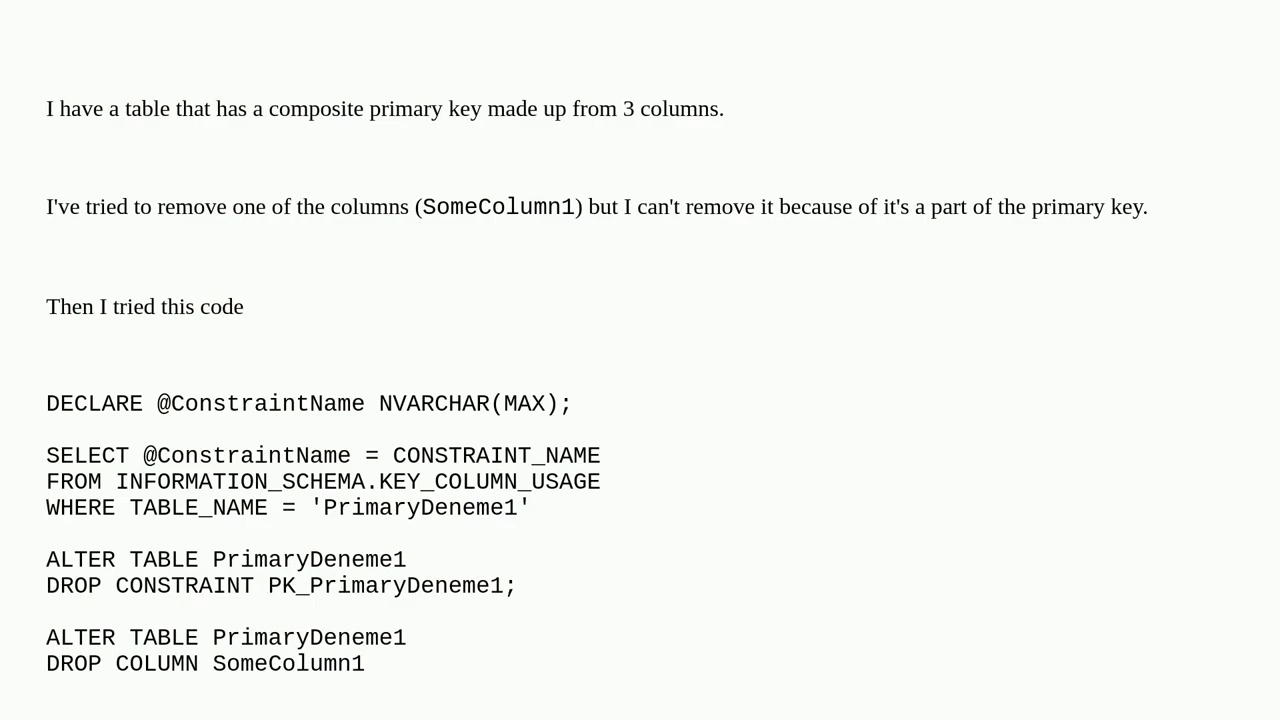 I have a table that has a composite primary key made up from 3 columns.
I've tried to remove one of the columns (SomeColumn1) but I can't remove it because of it's a part of the primary key.
Then I tried this code
DECLARE @ConstraintName NVARCHAR(MAX);
SELECT @ConstraintName = CONSTRAINT_NAME
FROM INFORMATION_SCHEMA.KEY_COLUMN_USAGE
WHERE TABLE_NAME = 'PrimaryDeneme1'
ALTER TABLE PrimaryDeneme1
DROP CONSTRAINT PK_PrimaryDeneme1;
ALTER TABLE PrimaryDeneme1
DROP COLUMN SomeColumn1